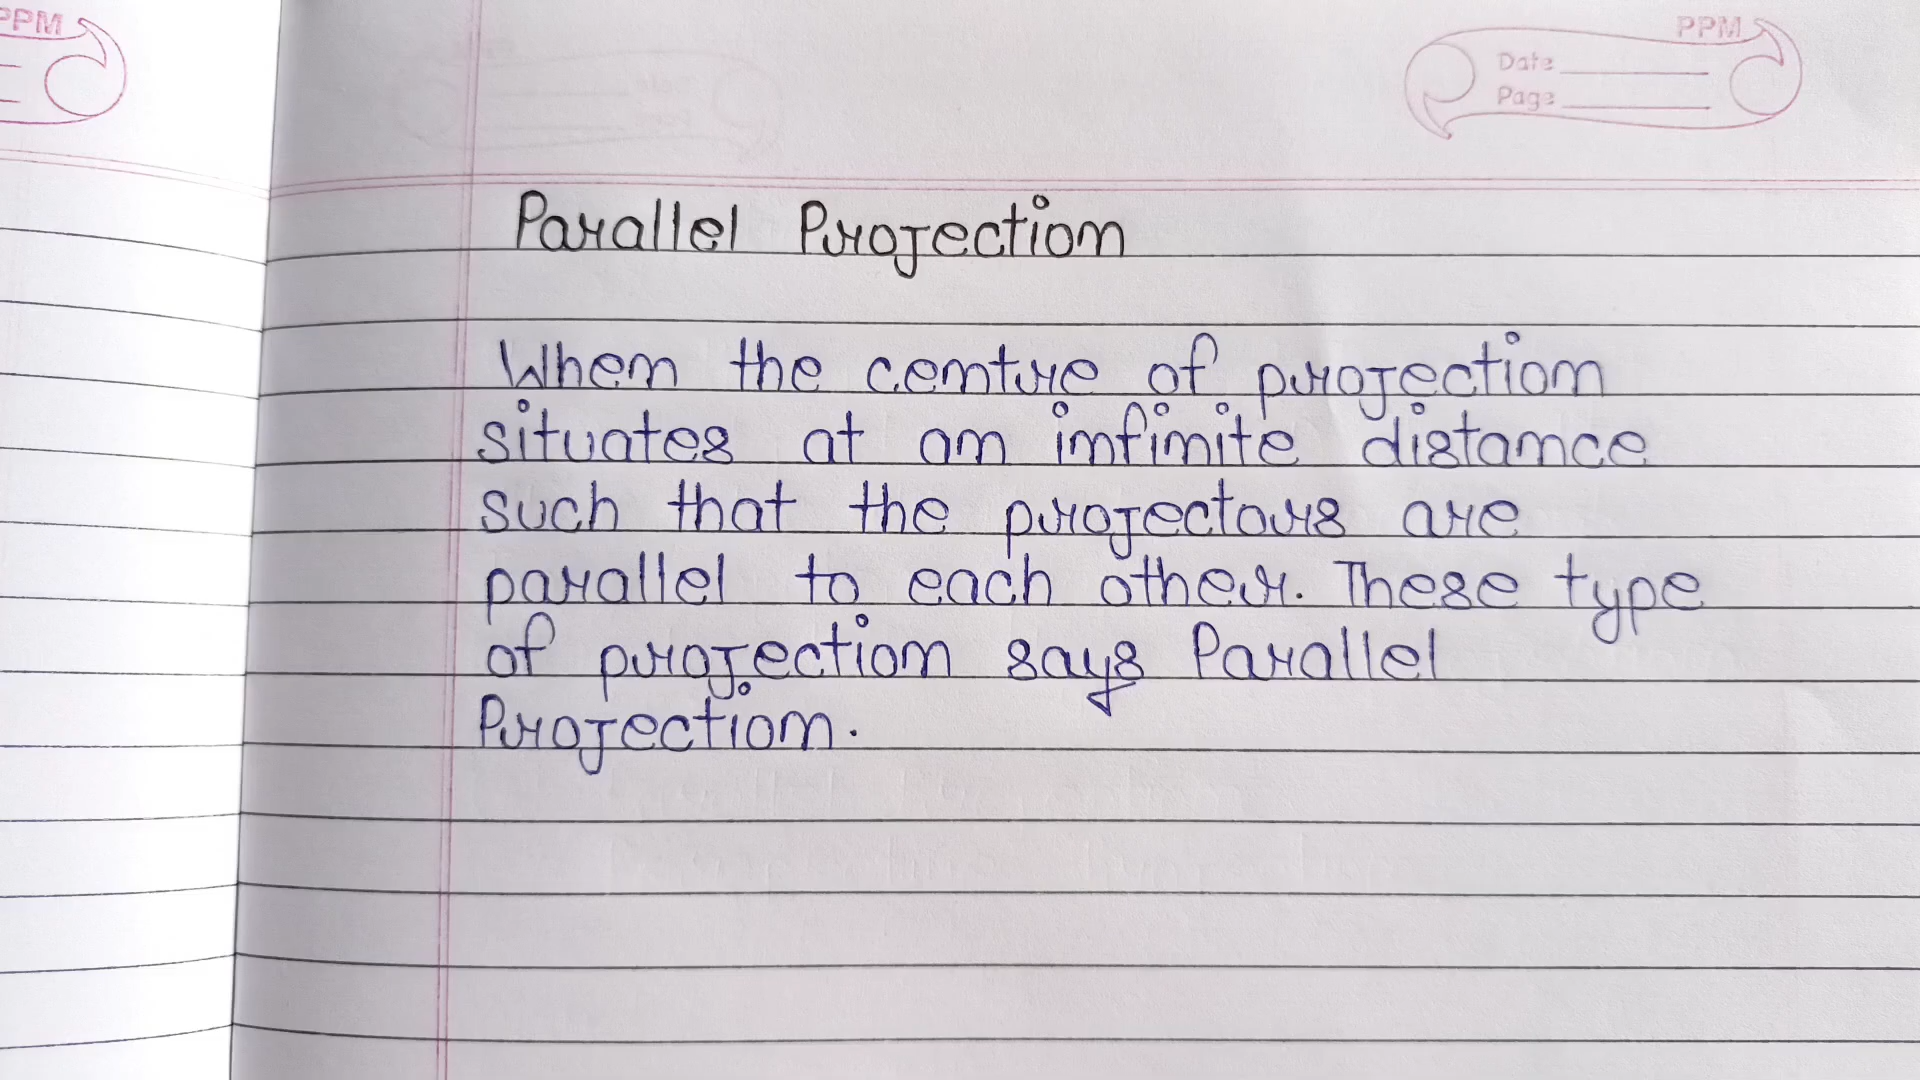 PPM
PPM
Date
Page
Parallel Projection
When the centre of projection
situates at an infinite distance
such that the projectors are
parallel to each other. These type
of projection says Parallel
Projection.